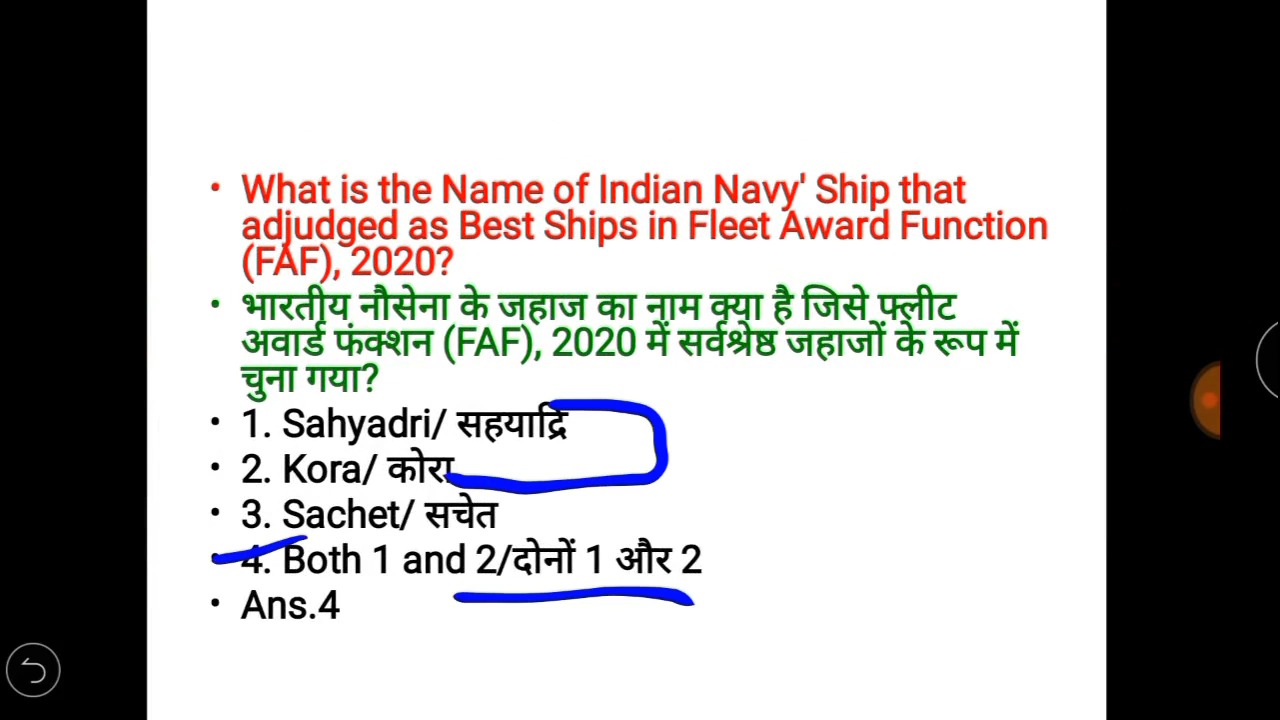 • What is the Name of Indian Navy' Ship that
adjudged as Best Ships in Fleet Award Function
(FAF), 2020?
• भारतीय नौसेना के जहाज का नाम क्या है जिसे फ्लीट
अवार्ड फंक्शन (FAF), 2020 में सर्वश्रेष्ठ जहाजों के रूप में
चुना गया?
• 1. Sahyadri/ सहयाद्रि
• 2. Kora/ कोरा
• 3. Sachet/ सचेत
• 4. Both 1 and 2/दोनों 1 और 2
• Ans.4